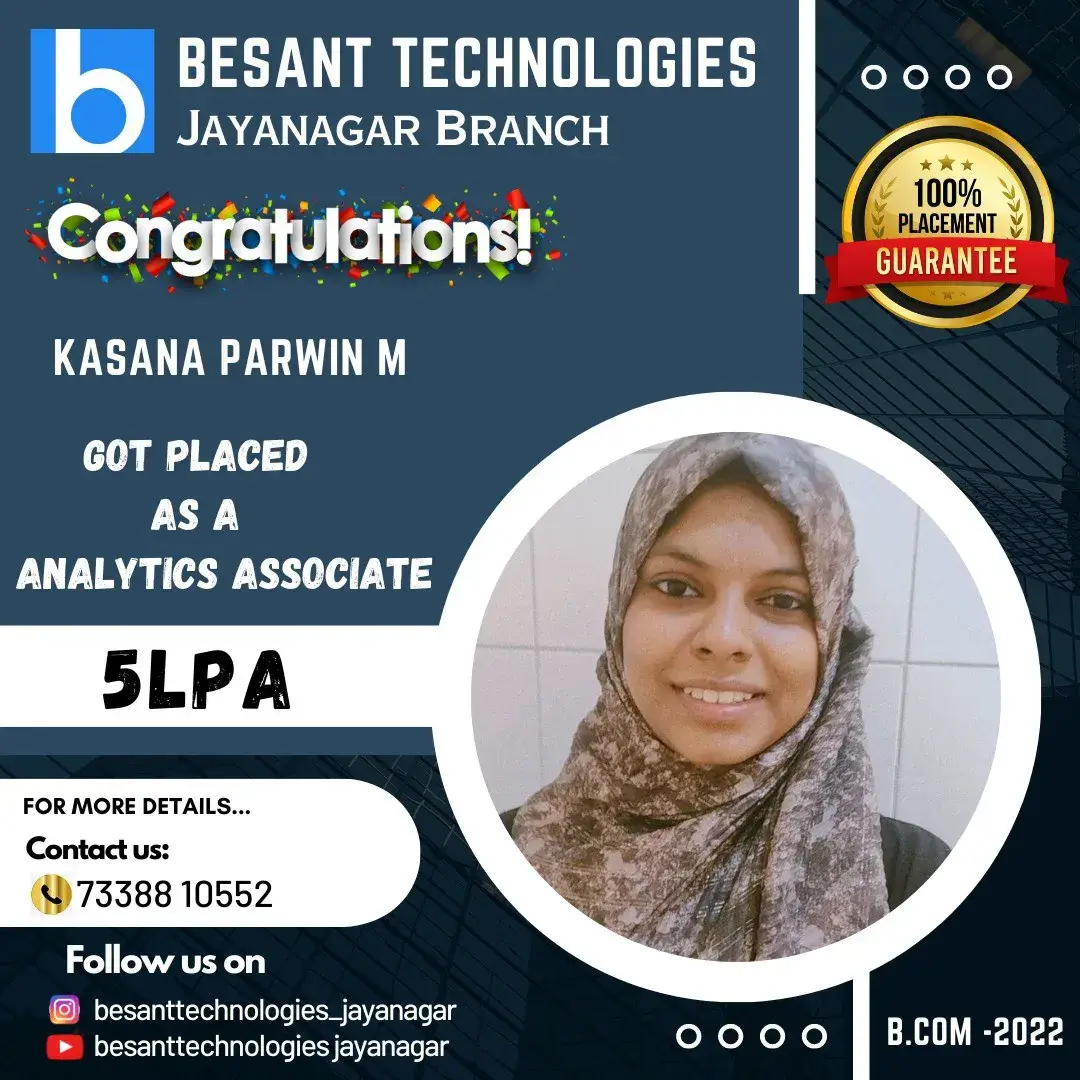 b BESANT TECHNOLOGIES
JAYANAGAR BRANCH
Congratulations!
100%
PLACEMENT
GUARANTEE
KASANA PARWIN M
GOT PLACED
AS A
ANALYTICS ASSOCIATE
5LPA
FOR MORE DETAILS...
Contact us:
73388 10552
Follow us on
besanttechnologies_jayanagar
besanttechnologies jayanagar
B.COM -2022